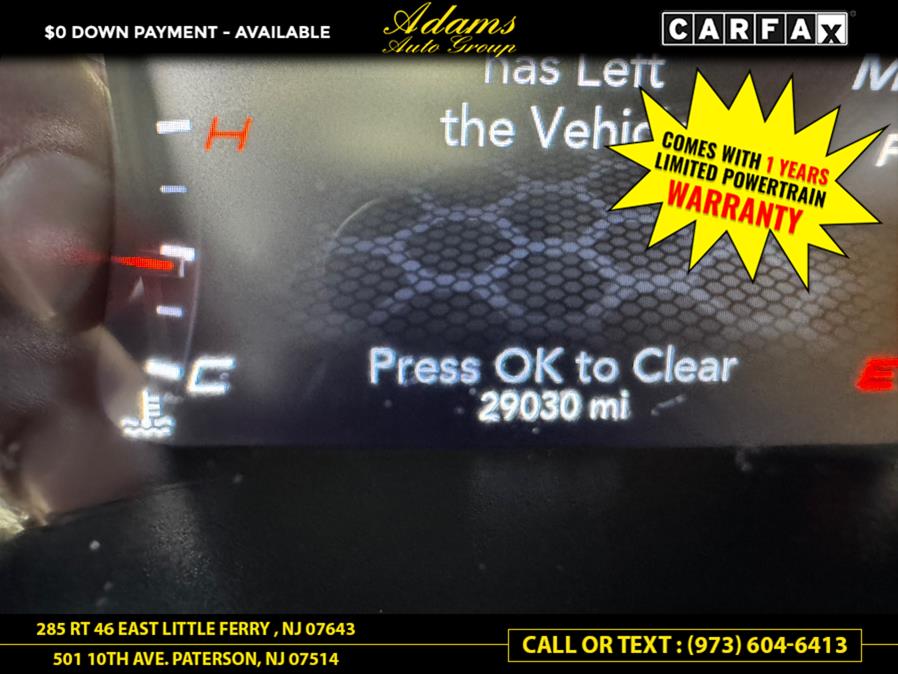 $0 DOWN PAYMENT - AVAILABLE
Adams
Auto Group
CARFAX
has Left
the Vehic
H
COMES WITH 1 YEARS
LIMITED POWERTRAIN
WARRANTY
C
Press OK to Clear
29030 mi
E
285 RT 46 EAST LITTLE FERRY , NJ 07643
501 10TH AVE. PATERSON, NJ 07514
CALL OR TEXT : (973) 604-6413